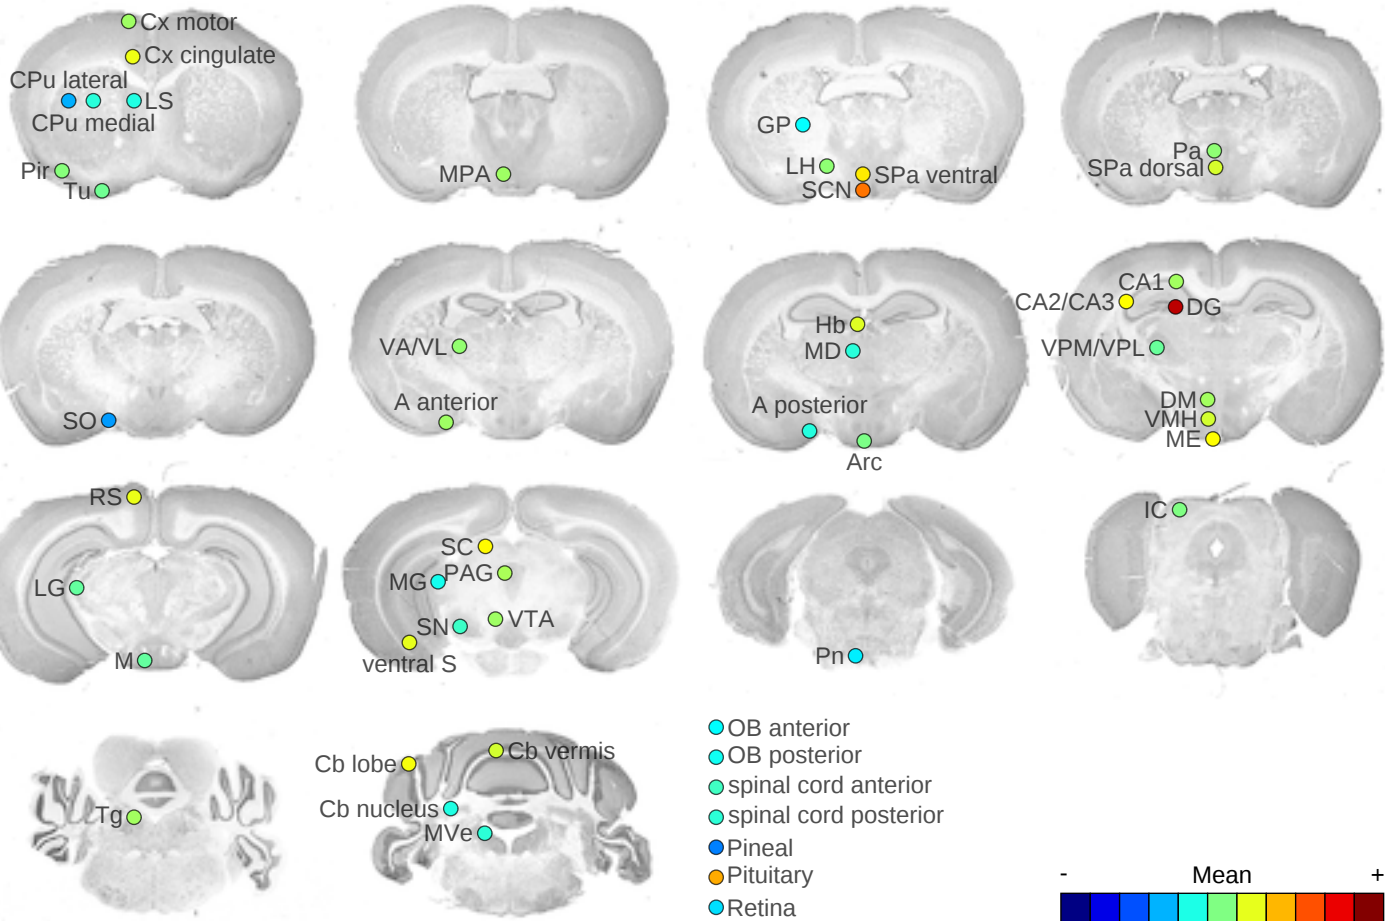 Cx motor
Cx cingulate
CPu lateral
LS
CPu medial
Pir
Tu
MPA
GP
LH
SPa ventral
SCN
Pa
SPa dorsal
SO
VA/VL
A anterior
Hb
MD
A posterior
Arc
CA1
CA2/CA3
DG
VPM/VPL
DM
VMH
ME
RS
LG
M
SC
MG
PAG
SN
VTA
ventral S
Pn
IC
Tg
Cb lobe
Cb vermis
Cb nucleus
MVe
OB anterior
OB posterior
spinal cord anterior
spinal cord posterior
Pineal
Pituitary
Retina
- Mean +